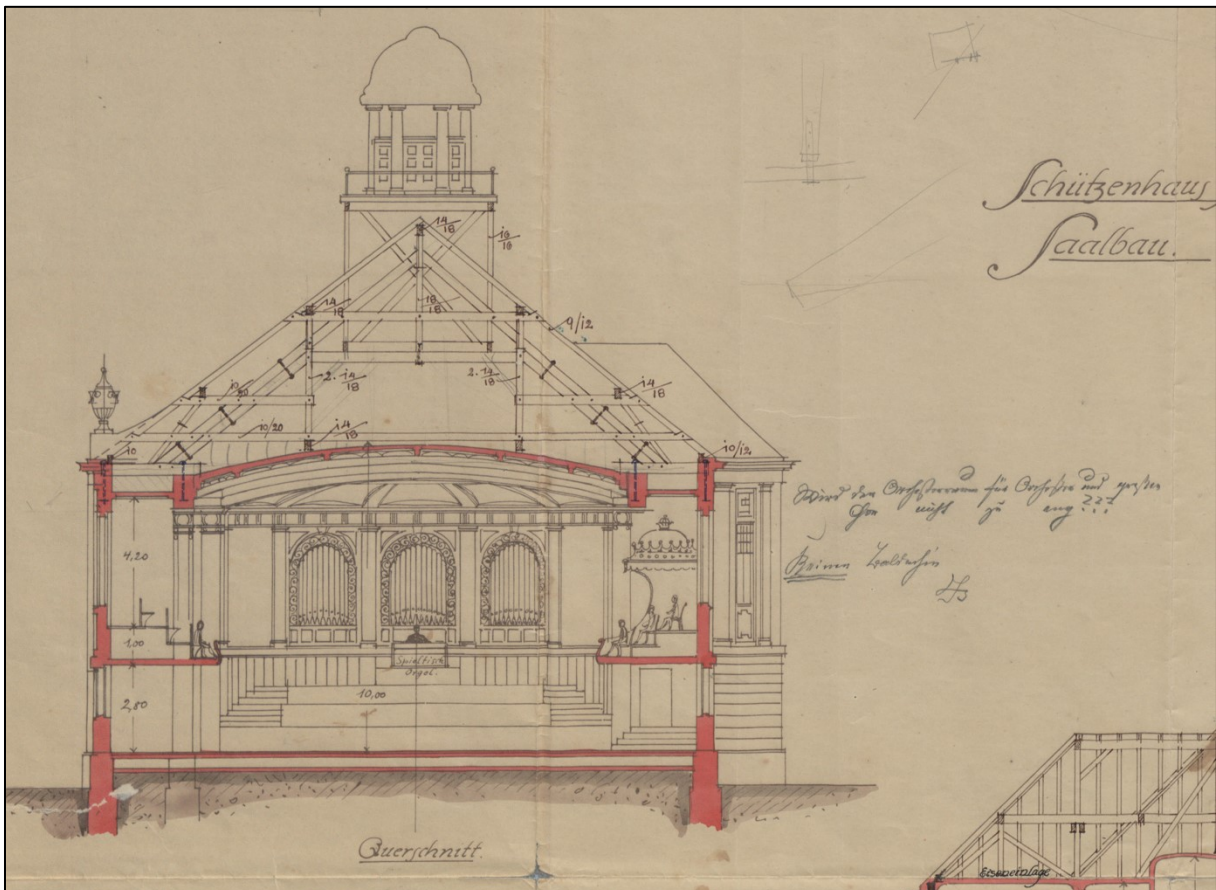 Schützenhaus
Saalbau.
14/18
16/18
14/18
18/18
9/12
2. 14/18
2. 14/18
14/18
10/20
10/20
14/18
10
10/12
Wird der Orchesterraum für Orchester und großen
Chor nicht zu eng???
4,20
Keinen Baldachin
1,00
Spieltisch
Orgel.
10,00
2,80
Querschnitt.
Eiseneinlage